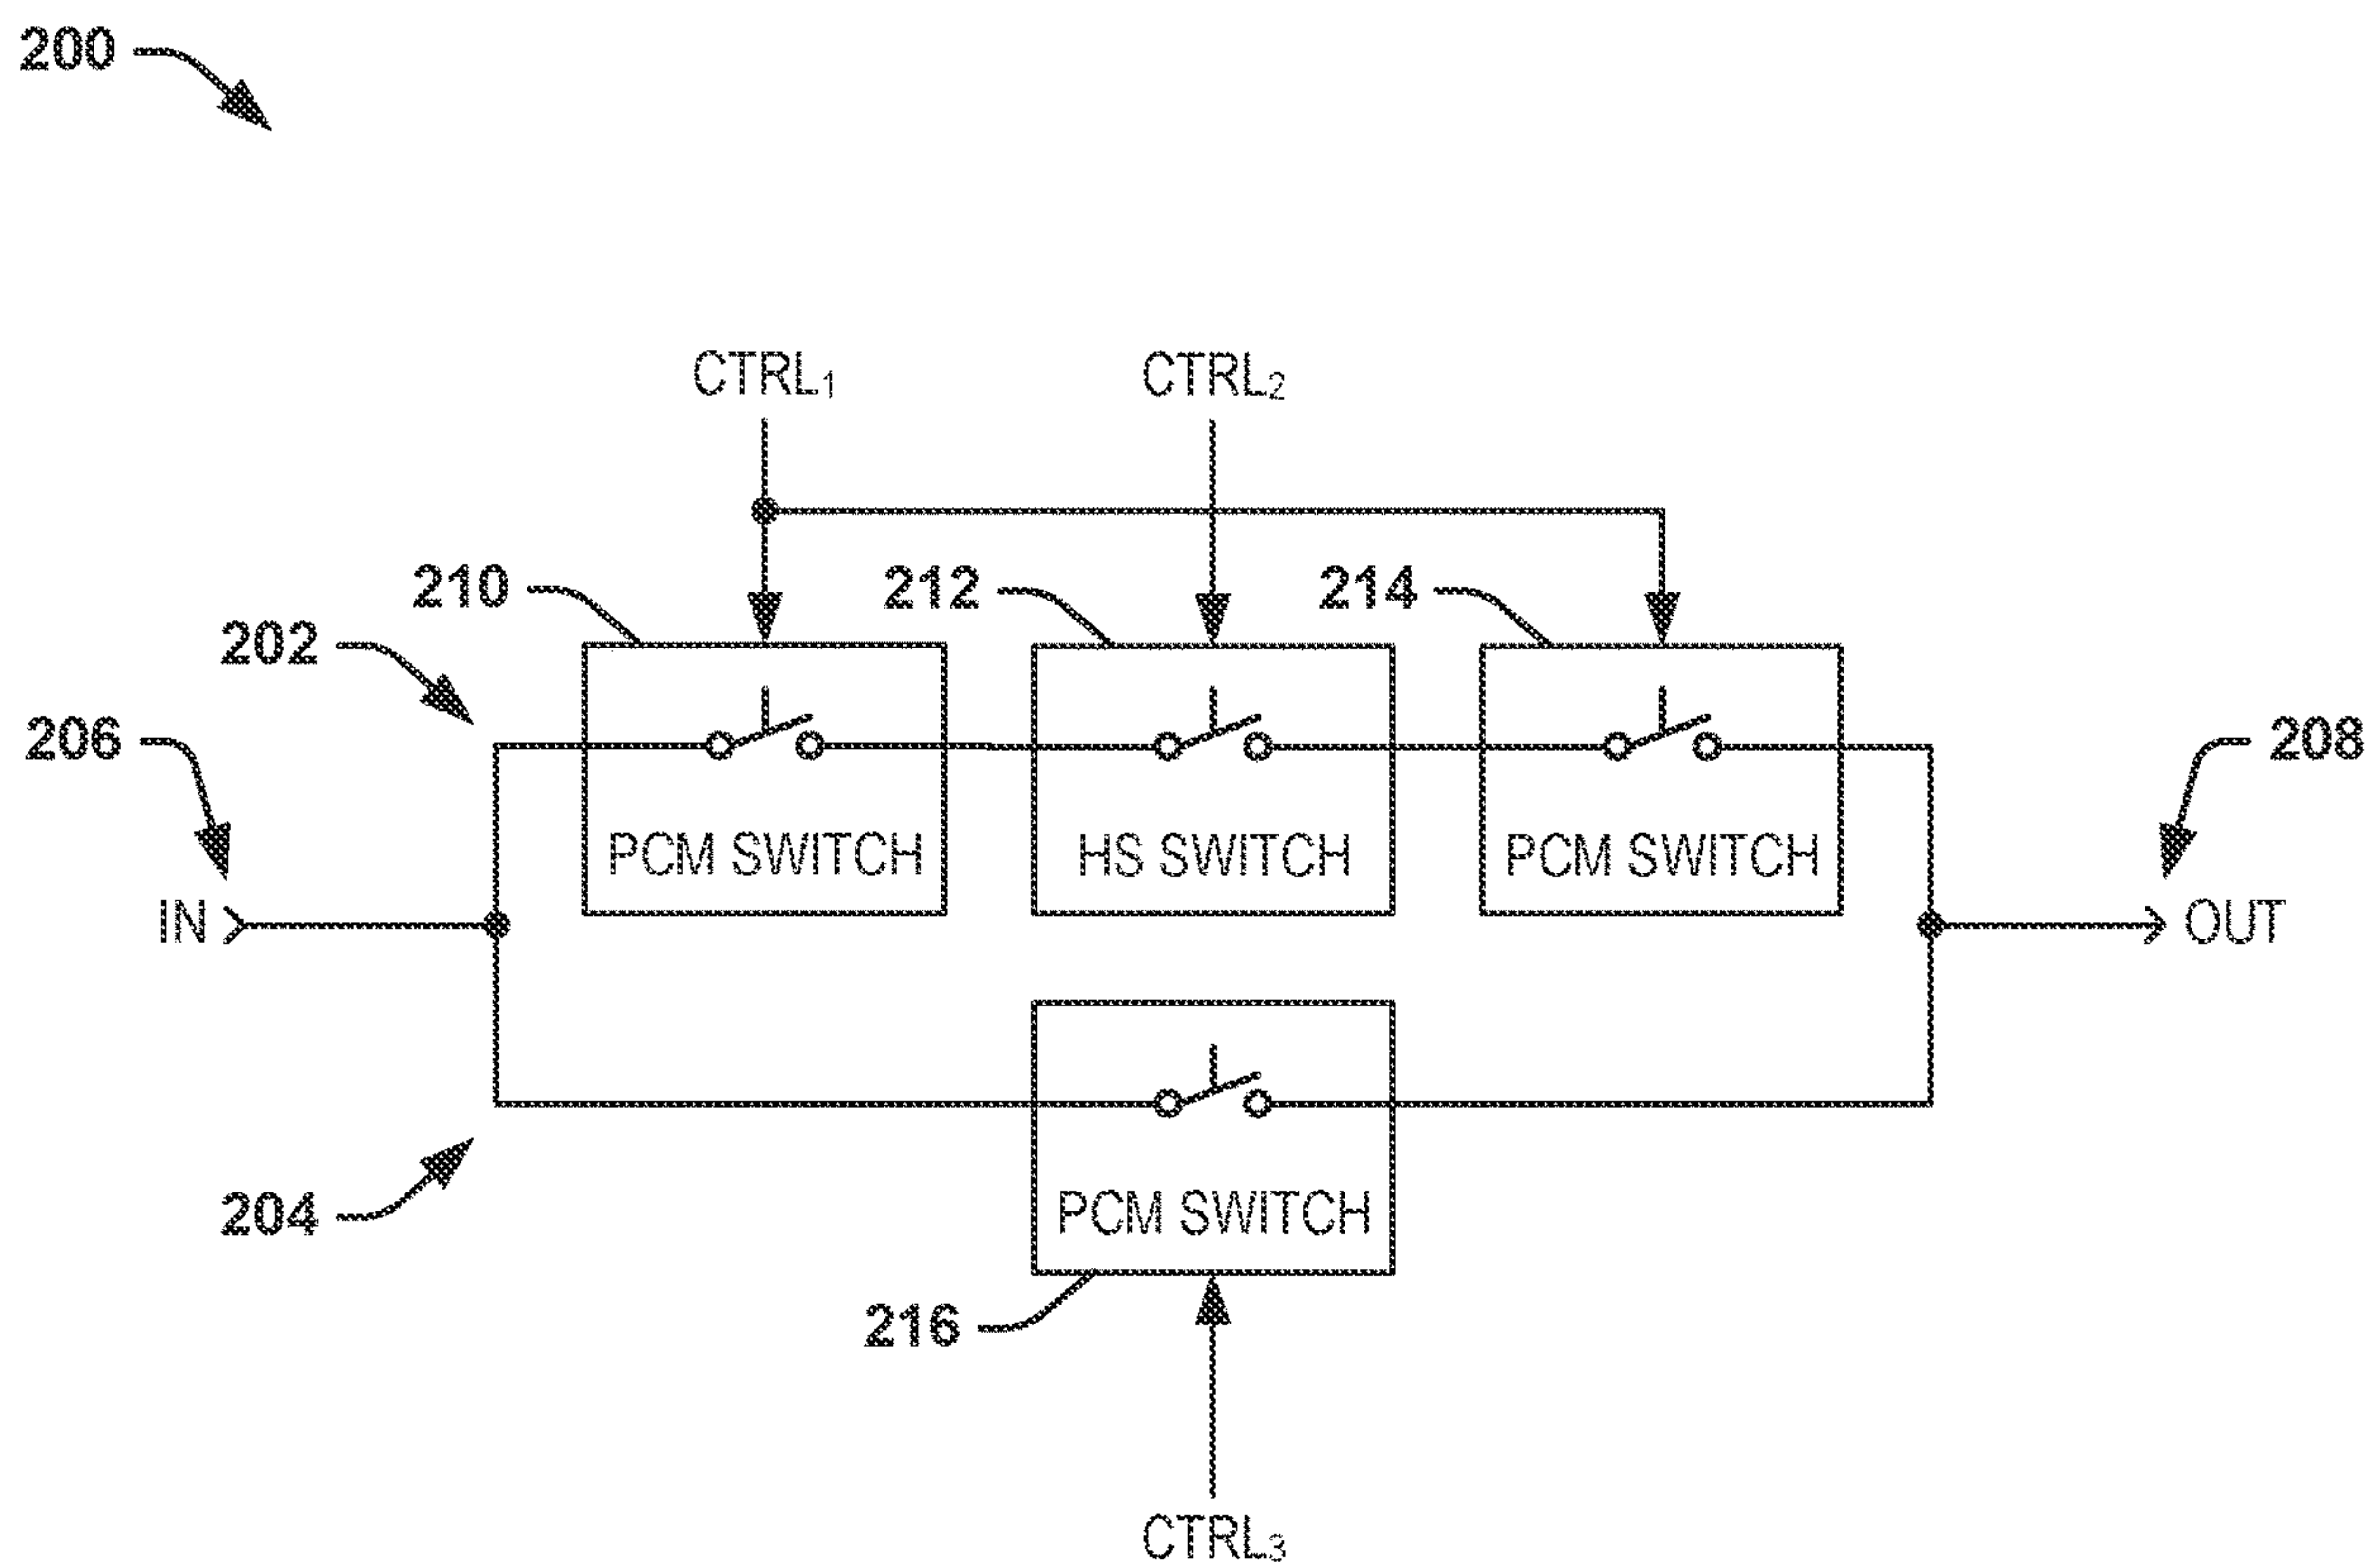 200
CTRL₁ CTRL₂
210 212 214
202
206 208
PCM SWITCH HS SWITCH PCM SWITCH
IN OUT
204
PCM SWITCH
216
CTRL₃